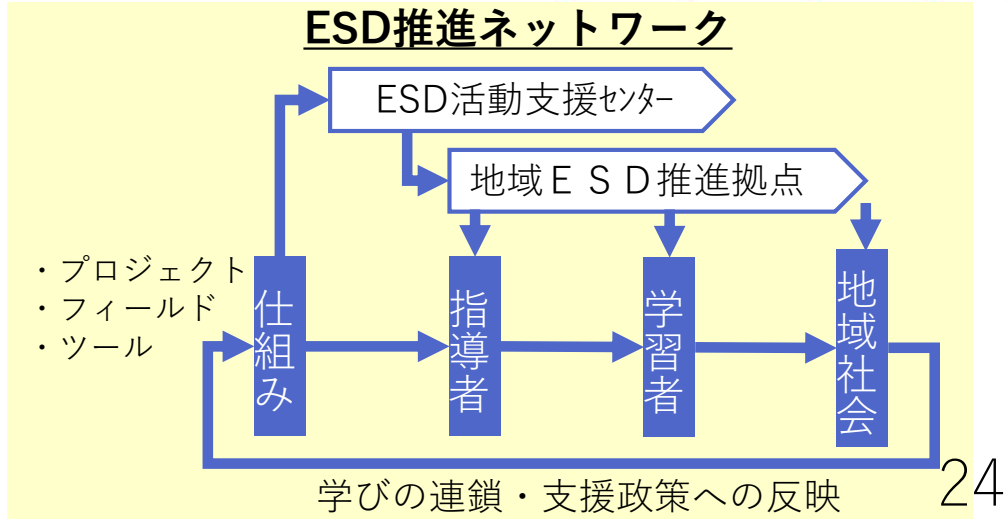 ESD推進ネットワーク
ESD活動支援ｾﾝﾀｰ
地域ＥＳＤ推進拠点
・プロジェクト
・フィールド
・ツール
仕組み
指導者
学習者
地域社会
学びの連鎖・支援政策への反映
24